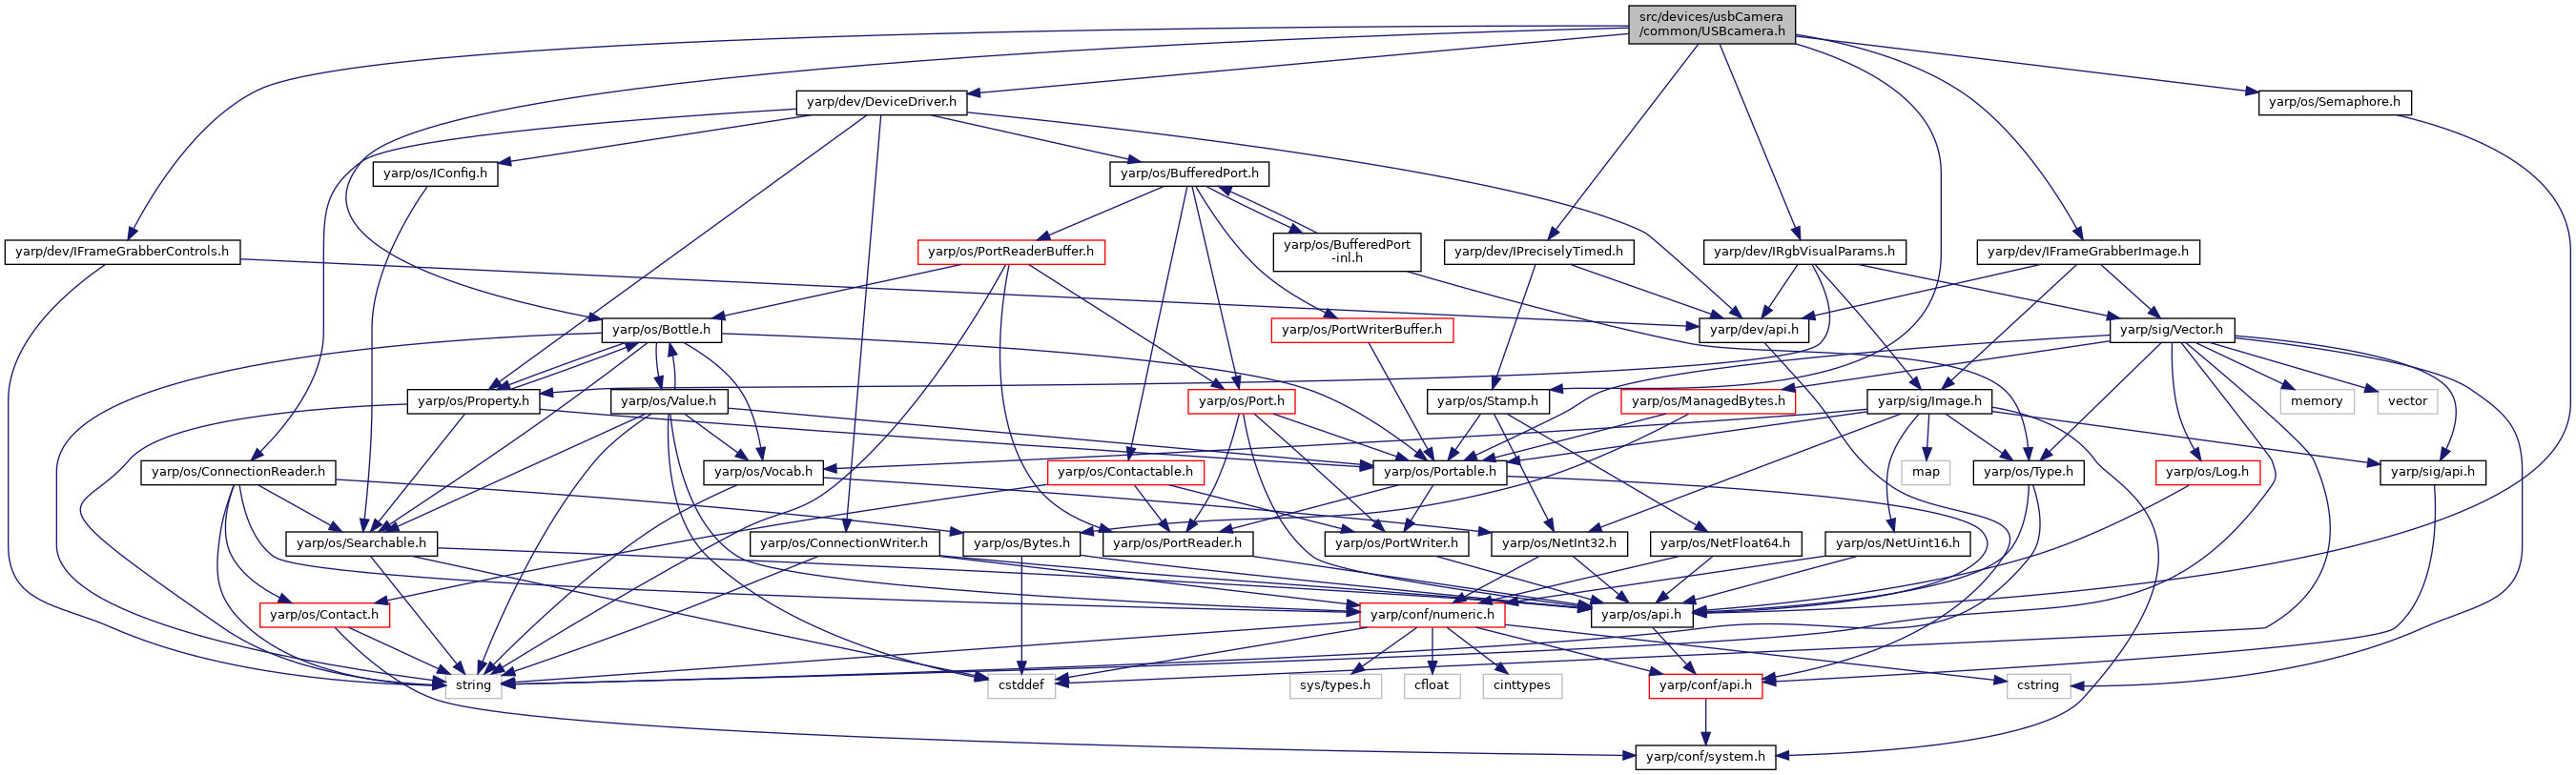 src/devices/usbCamera
/common/USBcamera.h
yarp/dev/DeviceDriver.h
yarp/os/Semaphore.h
yarp/os/IConfig.h
yarp/os/BufferedPort.h
yarp/dev/IFrameGrabberControls.h
yarp/os/PortReaderBuffer.h
yarp/os/BufferedPort
-inl.h
yarp/dev/IPreciselyTimed.h
yarp/dev/IRgbVisualParams.h
yarp/dev/IFrameGrabberImage.h
yarp/os/Bottle.h
yarp/os/PortWriterBuffer.h
yarp/dev/api.h
yarp/sig/Vector.h
yarp/os/Property.h
yarp/os/Value.h
yarp/os/Port.h
yarp/os/Stamp.h
yarp/os/ManagedBytes.h
yarp/sig/Image.h
memory
vector
yarp/os/ConnectionReader.h
yarp/os/Vocab.h
yarp/os/Contactable.h
yarp/os/Portable.h
map
yarp/os/Type.h
yarp/os/Log.h
yarp/sig/api.h
yarp/os/Searchable.h
yarp/os/ConnectionWriter.h
yarp/os/Bytes.h
yarp/os/PortReader.h
yarp/os/PortWriter.h
yarp/os/NetInt32.h
yarp/os/NetFloat64.h
yarp/os/NetUint16.h
yarp/os/Contact.h
yarp/conf/numeric.h
yarp/os/api.h
string
cstddef
sys/types.h
cfloat
cinttypes
yarp/conf/api.h
cstring
yarp/conf/system.h